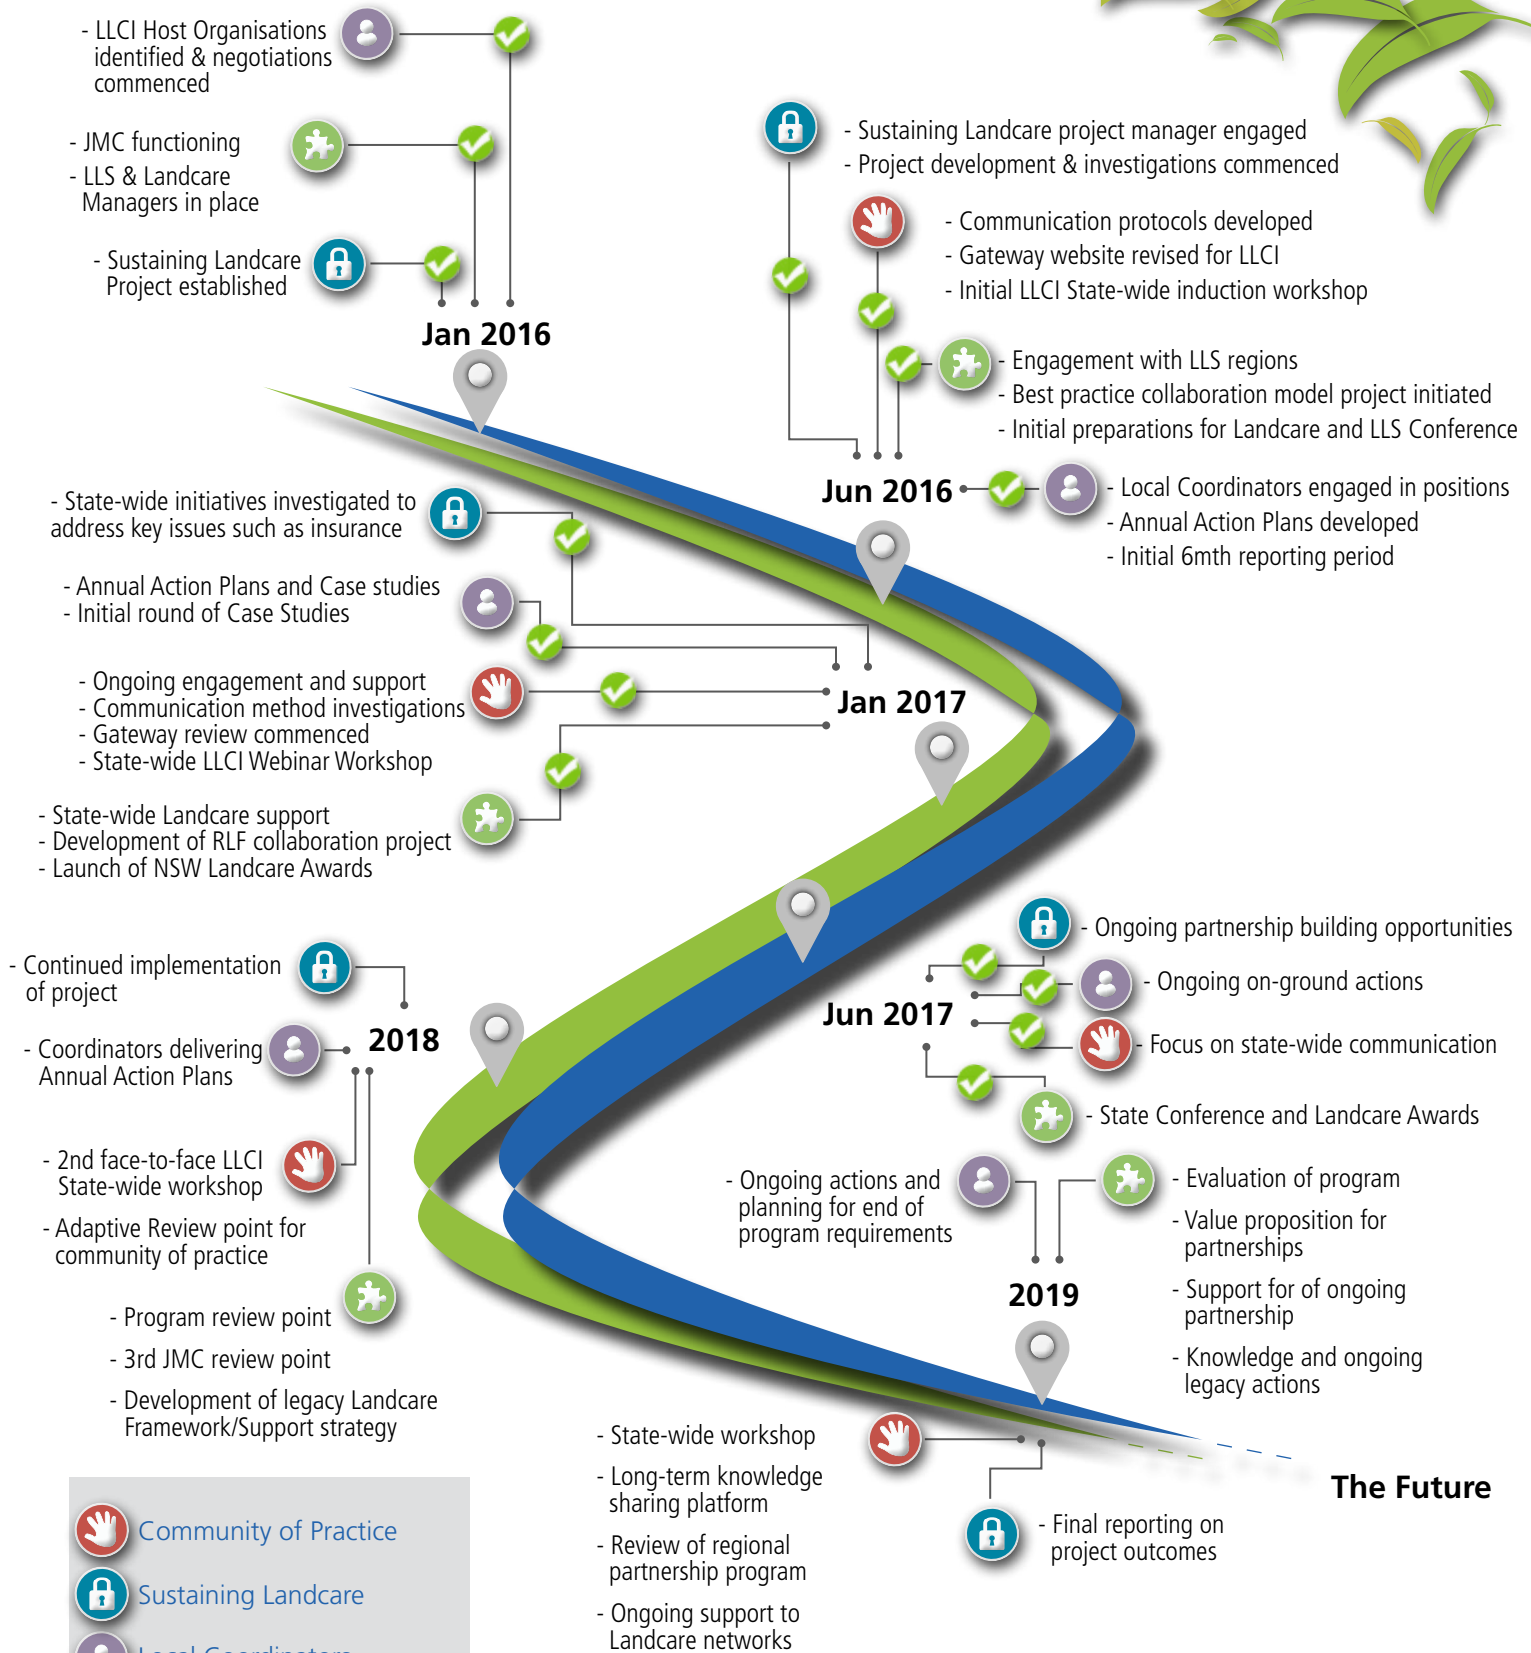 - LLCI Host Organisations
identified & negotiations
commenced
- JMC functioning
- LLS & Landcare
Managers in place
- Sustaining Landcare
Project established
Jan 2016
- Sustaining Landcare project manager engaged
- Project development & investigations commenced
- Communication protocols developed
- Gateway website revised for LLCI
- Initial LLCI State-wide induction workshop
- Engagement with LLS regions
- Best practice collaboration model project initiated
- Initial preparations for Landcare and LLS Conference
Jun 2016
- Local Coordinators engaged in positions
- Annual Action Plans developed
- Initial 6mth reporting period
- State-wide initiatives investigated to
address key issues such as insurance
- Annual Action Plans and Case studies
- Initial round of Case Studies
- Ongoing engagement and support
- Communication method investigations
- Gateway review commenced
- State-wide LLCI Webinar Workshop
Jan 2017
- State-wide Landcare support
- Development of RLF collaboration project
- Launch of NSW Landcare Awards
- Ongoing partnership building opportunities
- Ongoing on-ground actions
Jun 2017
- Focus on state-wide communication
- State Conference and Landcare Awards
- Continued implementation
of project
2018
- Coordinators delivering
Annual Action Plans
- 2nd face-to-face LLCI
State-wide workshop
- Adaptive Review point for
community of practice
- Program review point
- 3rd JMC review point
- Development of legacy Landcare
Framework/Support strategy
- Ongoing actions and
planning for end of
program requirements
- Evaluation of program
- Value proposition for
partnerships
- Support for of ongoing
partnership
- Knowledge and ongoing
legacy actions
2019
- State-wide workshop
- Long-term knowledge
sharing platform
- Review of regional
partnership program
- Ongoing support to
Landcare networks
- Final reporting on
project outcomes
The Future
Community of Practice
Sustaining Landcare
Local Coordinators